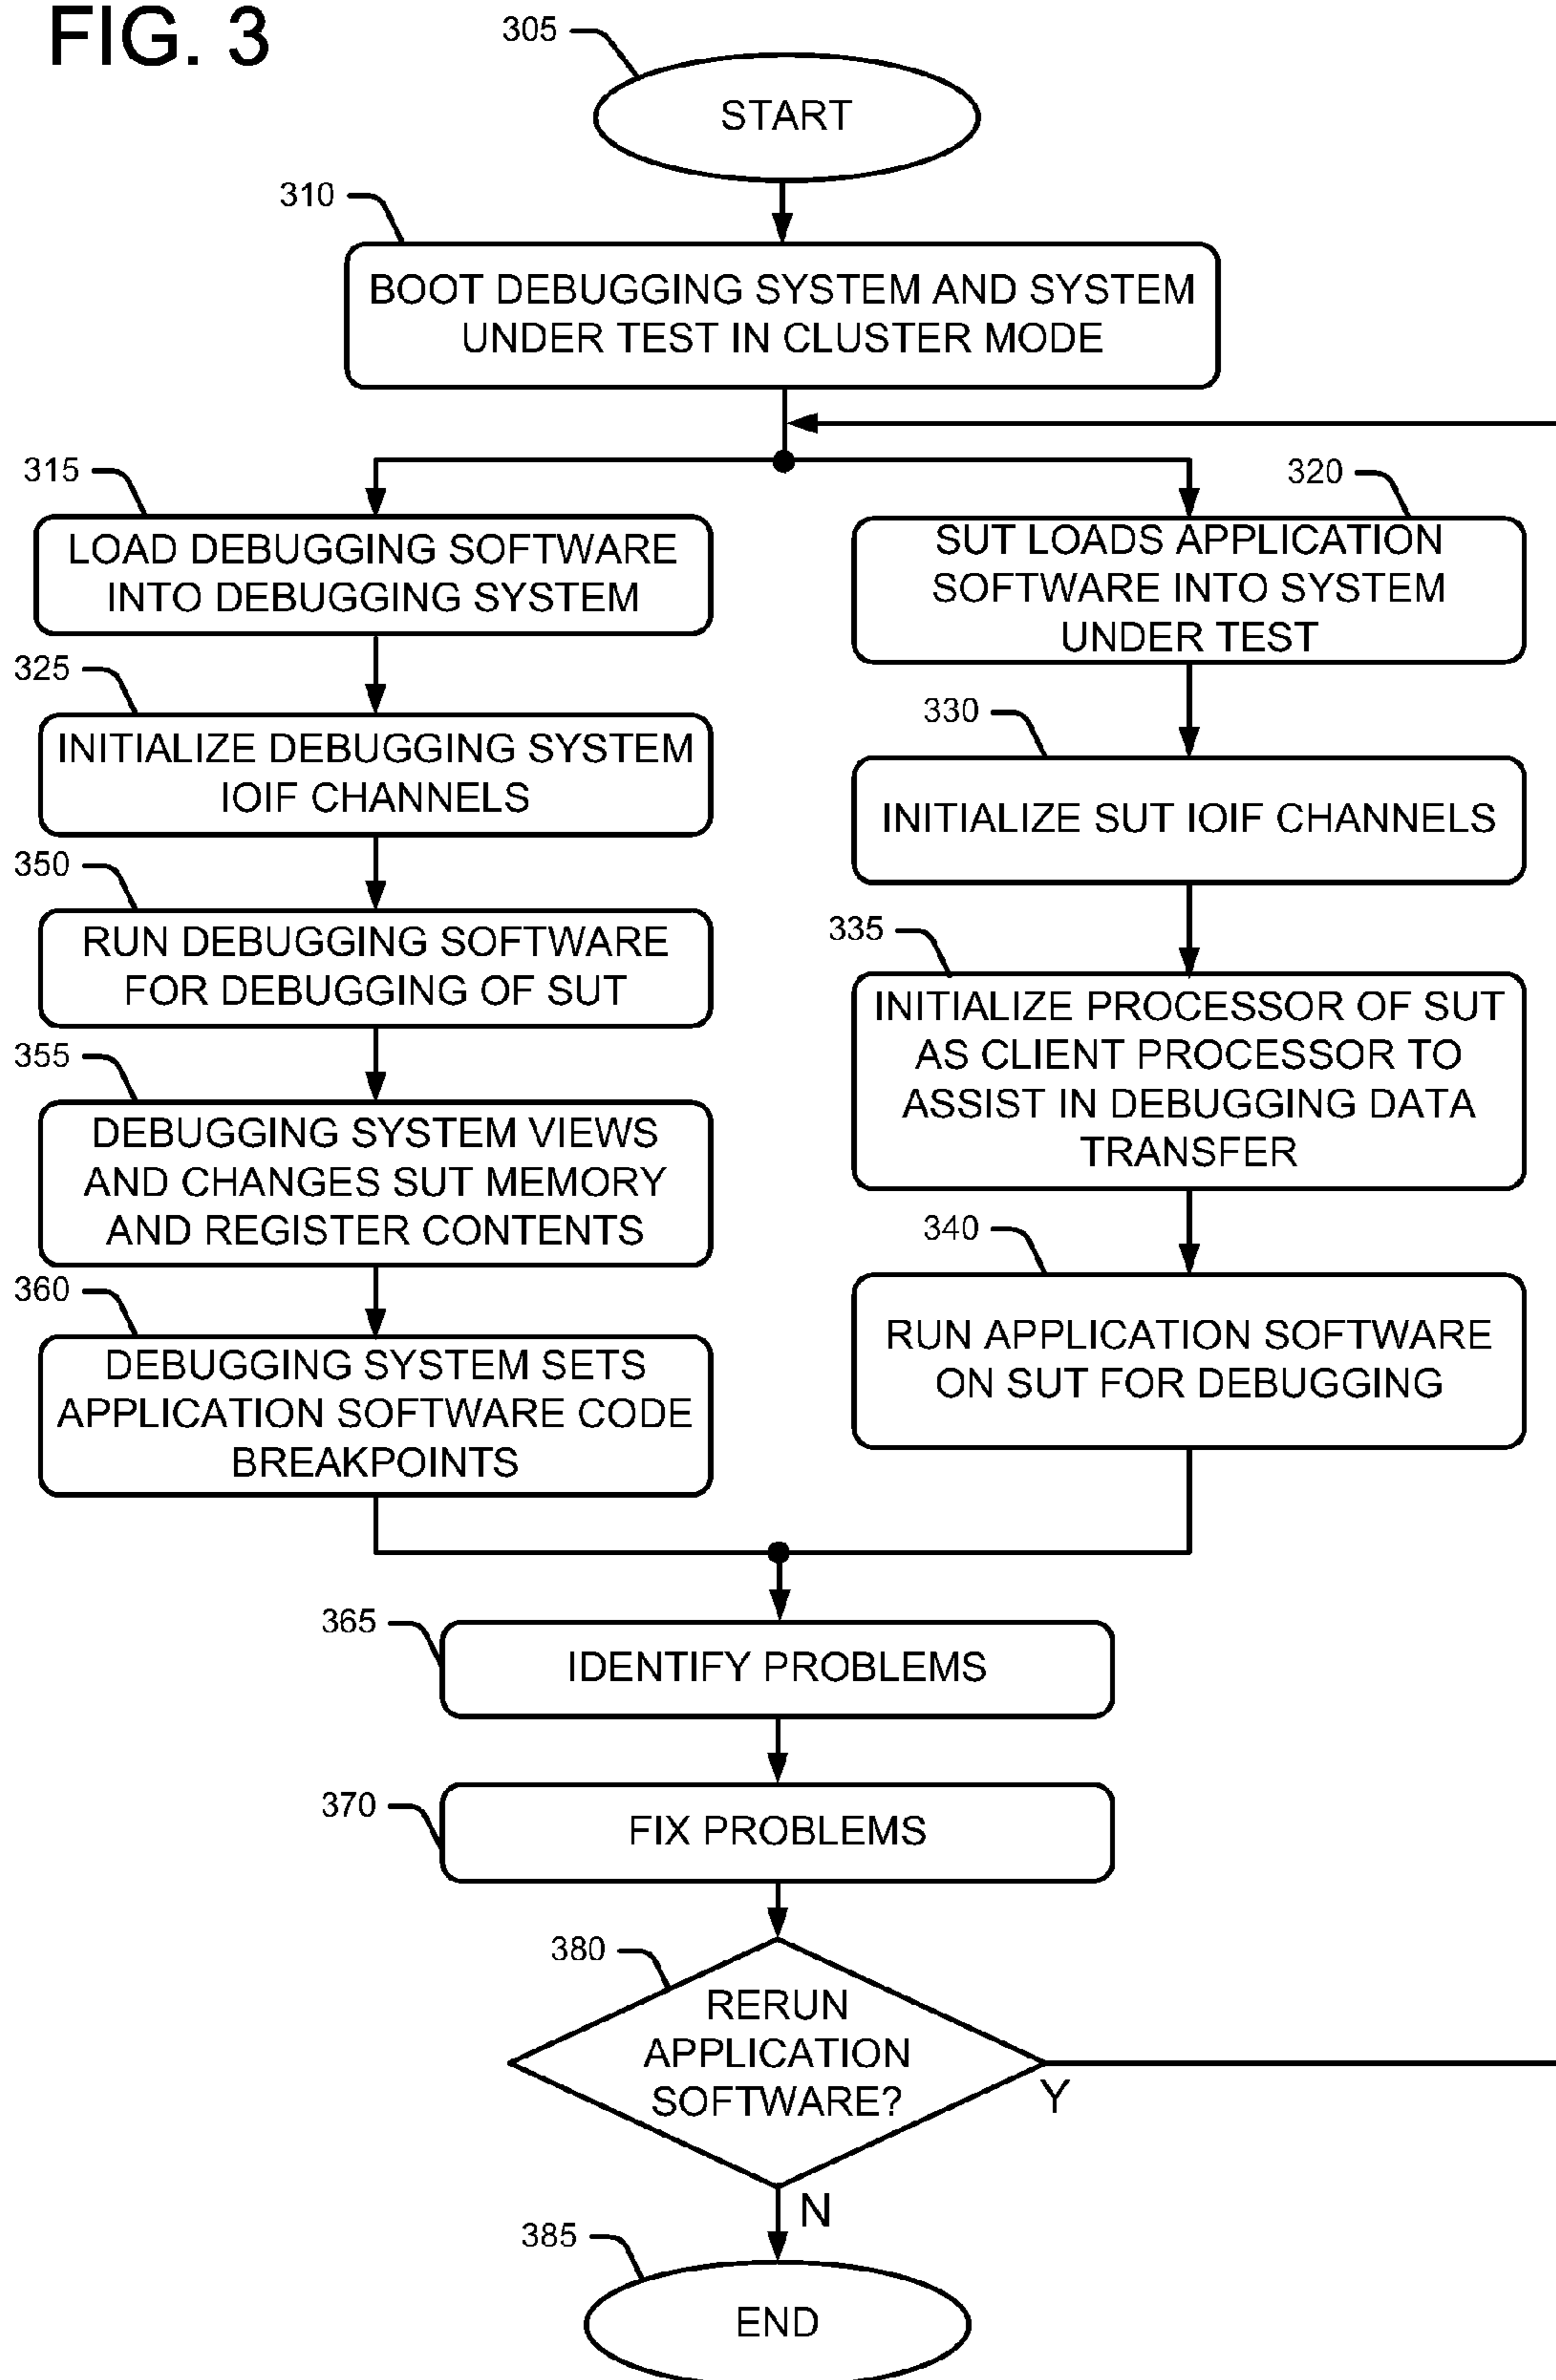 FIG. 3
305
START
310
BOOT DEBUGGING SYSTEM AND SYSTEM
UNDER TEST IN CLUSTER MODE
315
LOAD DEBUGGING SOFTWARE
INTO DEBUGGING SYSTEM
320
SUT LOADS APPLICATION
SOFTWARE INTO SYSTEM
UNDER TEST
325
INITIALIZE DEBUGGING SYSTEM
IOIF CHANNELS
330
INITIALIZE SUT IOIF CHANNELS
350
RUN DEBUGGING SOFTWARE
FOR DEBUGGING OF SUT
335
INITIALIZE PROCESSOR OF SUT
AS CLIENT PROCESSOR TO
ASSIST IN DEBUGGING DATA
TRANSFER
355
DEBUGGING SYSTEM VIEWS
AND CHANGES SUT MEMORY
AND REGISTER CONTENTS
340
RUN APPLICATION SOFTWARE
ON SUT FOR DEBUGGING
360
DEBUGGING SYSTEM SETS
APPLICATION SOFTWARE CODE
BREAKPOINTS
365
IDENTIFY PROBLEMS
370
FIX PROBLEMS
380
RERUN
APPLICATION
SOFTWARE?
Y
N
385
END